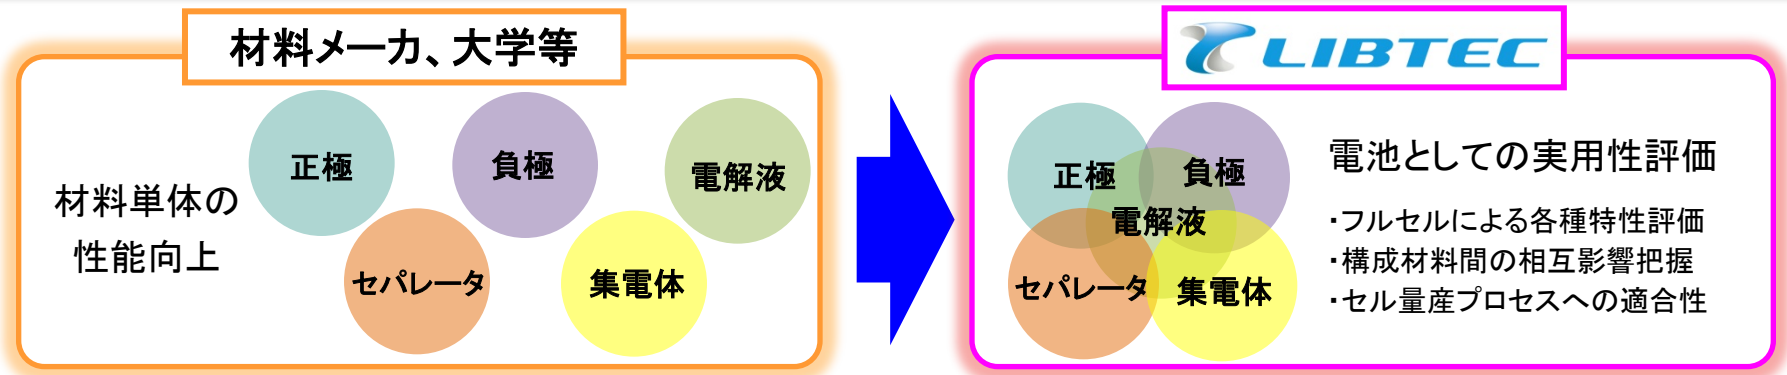 材料メーカ、大学等
材料単体の
性能向上
正極
負極
電解液
セパレータ
集電体
LIBTEC
正極
負極
電解液
セパレータ
集電体
電池としての実用性評価
・フルセルによる各種特性評価
・構成材料間の相互影響把握
・セル量産プロセスへの適合性